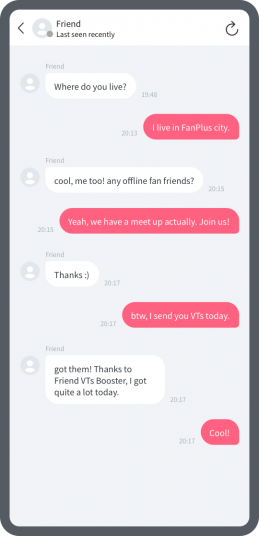 Friend
Last seen recently
Friend
Where do you live?
19:48
I live in FanPlus city.
20:13
Friend
cool, me too! any offline fan friends?
20:15
Yeah, we have a meet up actually. Join us!
20:15
Friend
Thanks :)
20:17
btw, I send you VTs today.
20:17
Friend
got them! Thanks to
Friend VTs Booster, I got
quite a lot today.
20:17
Cool!
20:17